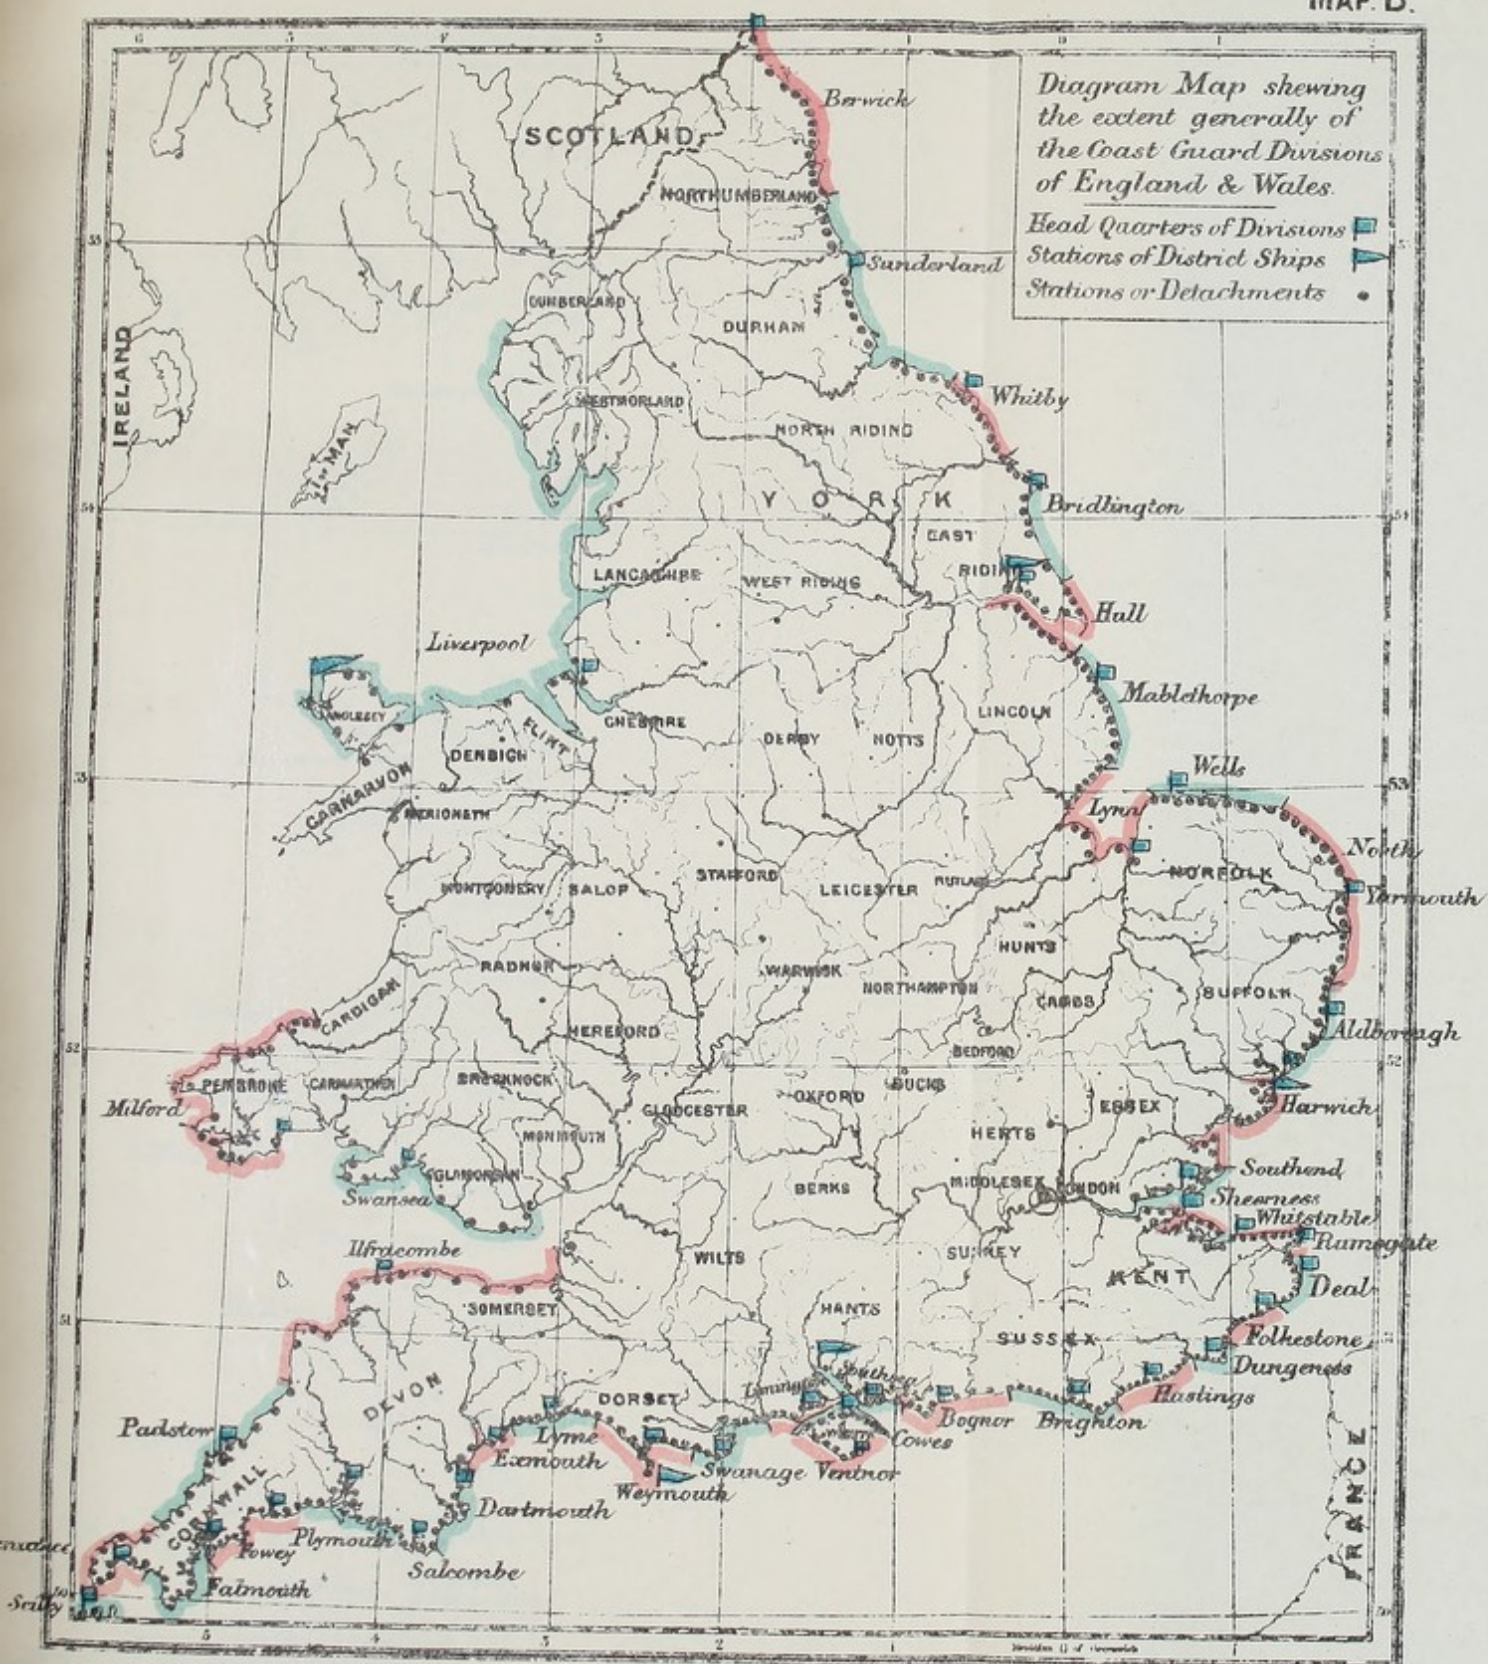 MAP. B.
Diagram Map shewing
the extent generally of
the Coast Guard Divisions
of England & Wales.
Head Quarters of Divisions
Stations of District Ships
Stations or Detachments
Berwick
SCOTLAND
NORTHUMBERLAND
Sunderland
CUMBERLAND
DURHAM
IRELAND
WESTMORLAND
Whitby
NORTH RIDING
I. OF MAN
YORK
Bridlington
EAST
RIDING
LANCASHIRE
WEST RIDING
Hull
Liverpool
Mablethorpe
ANGLESEY
FLINT
CHESHIRE
LINCOLN
DENBIGH
DERBY
NOTTS
Wells
CARNARVON
MERIONETH
Lynn
North
STAFFORD
NORFOLK
MONTGOMERY
SALOP
LEICESTER
RUTLAND
Yarmouth
HUNTS
RADNOR
WARWICK
NORTHAMPTON
SUFFOLK
CAMBS
CARDIGAN
HEREFORD
Aldborough
BEDFORD
PEMBROKE
CARMARTHEN
BRECKNOCK
BUCKS
OXFORD
Milford
GLOUCESTER
ESSEX
Harwich
MONMOUTH
HERTS
GLAMORGAN
Southend
Swansea
BERKS
MIDDLESEX
LONDON
Sheerness
Whitstable
Ramsgate
Ilfracombe
WILTS
SURREY
KENT
Deal
SOMERSET
HANTS
SUSSEX
Folkestone
Dungeness
DEVON
DORSET
Limington
Southsea
Hastings
Bognor
Brighton
Padstow
Lyme
Cowes
Exmouth
Swanage
Ventnor
Weymouth
CORNWALL
Dartmouth
Plymouth
Fowey
Salcombe
Falmouth
Scilly
FRANCE